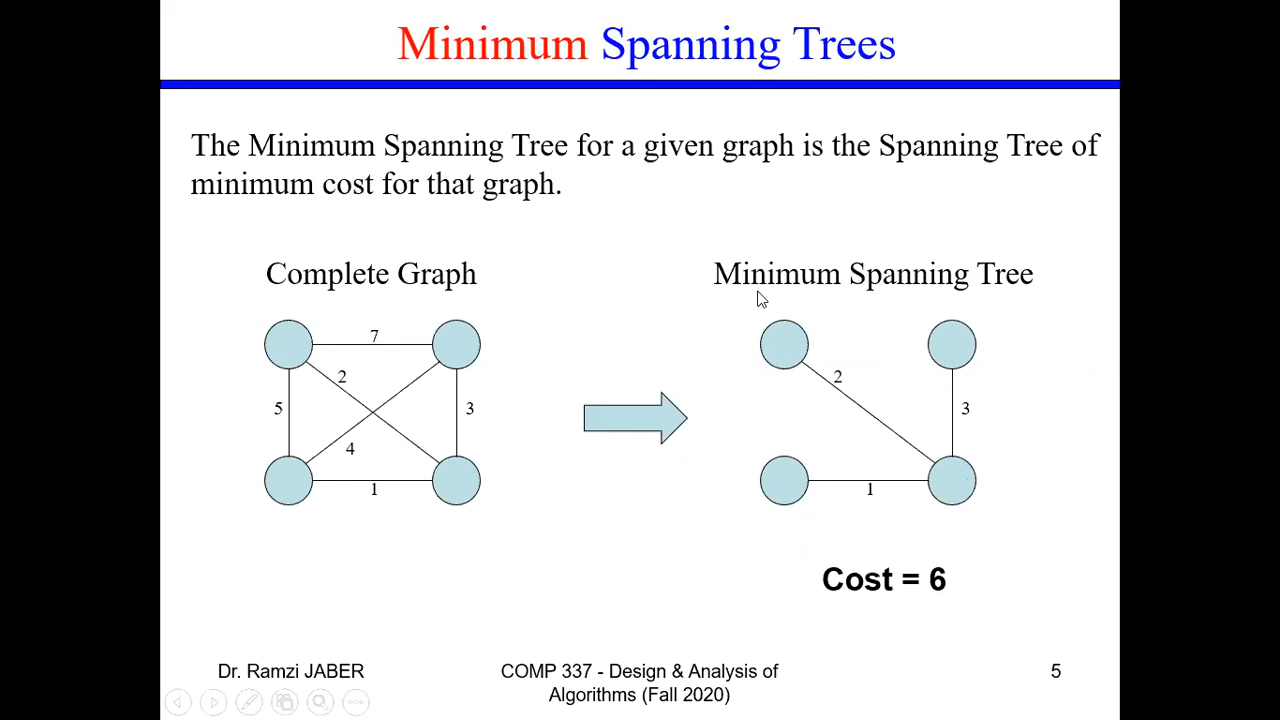 Minimum Spanning Trees
The Minimum Spanning Tree for a given graph is the Spanning Tree of
minimum cost for that graph.
Complete Graph
7
2
5
3
4
1
Minimum Spanning Tree
2
3
1
Cost = 6
Dr. Ramzi JABER
COMP 337 - Design & Analysis of
Algorithms (Fall 2020)
5